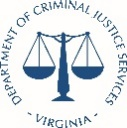 DEPARTMENT OF CRIMINAL JUSTICE SERVICES
- VIRGINIA -